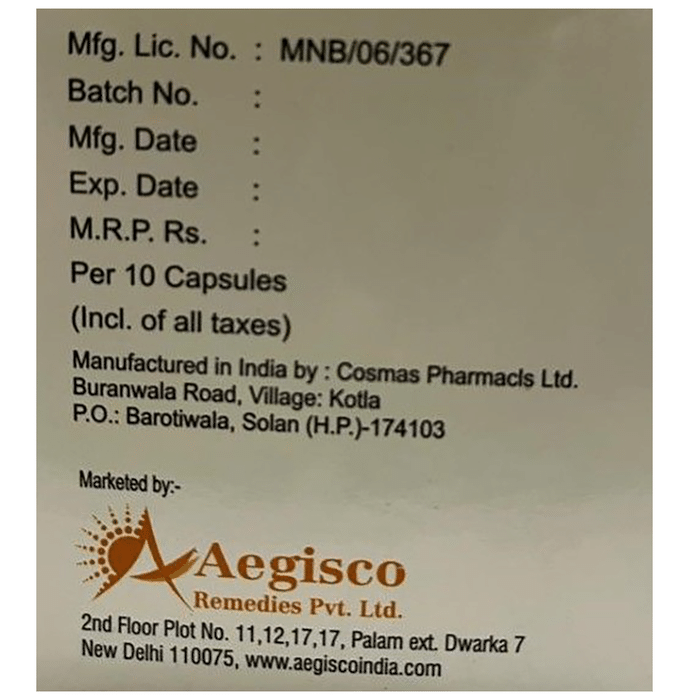 Mfg. Lic. No. : MNB/06/367
Batch No. :
Mfg. Date :
Exp. Date :
M.R.P. Rs. :
Per 10 Capsules
(Incl. of all taxes)
Manufactured in India by : Cosmas Pharmacls Ltd.
Buranwala Road, Village: Kotla
P.O.: Barotiwala, Solan (H.P.)-174103
Marketed by:-
Aegisco
Remedies Pvt. Ltd.
2nd Floor Plot No. 11,12,17,17, Palam ext. Dwarka 7
New Delhi 110075, www.aegiscoindia.com